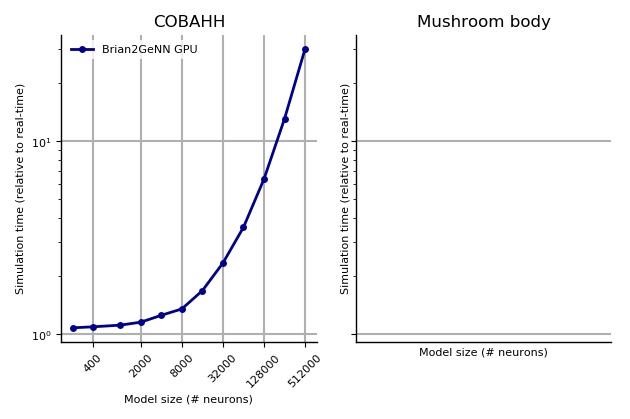 COBAHH
Brian2GeNN GPU
Simulation time (relative to real-time)
10¹
10⁰
400
2000
8000
32000
128000
512000
Model size (# neurons)
Mushroom body
Simulation time (relative to real-time)
10¹
10⁰
Model size (# neurons)